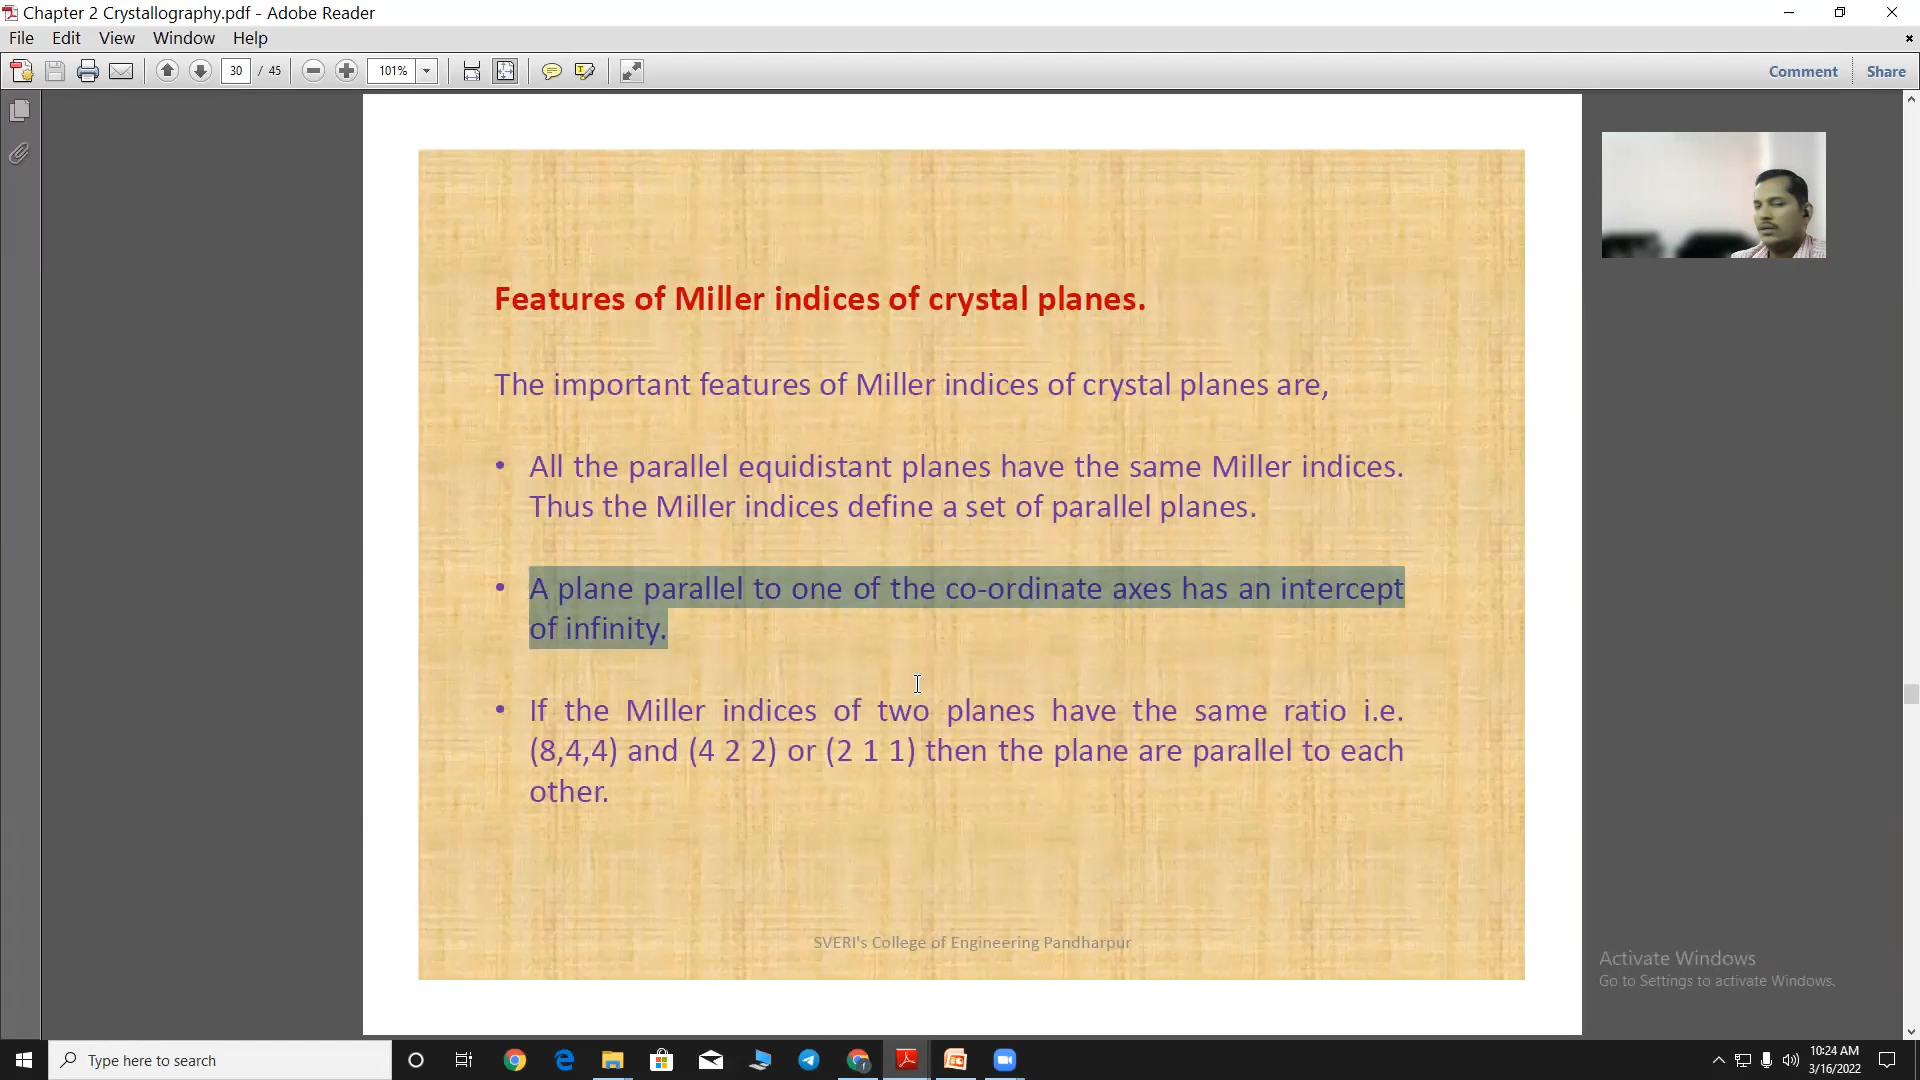 Chapter 2 Crystallography.pdf - Adobe Reader
File Edit View Window Help
30 / 45 101% Comment Share
Features of Miller indices of crystal planes.
The important features of Miller indices of crystal planes are,
• All the parallel equidistant planes have the same Miller indices.
Thus the Miller indices define a set of parallel planes.
• A plane parallel to one of the co-ordinate axes has an intercept
of infinity.
• If the Miller indices of two planes have the same ratio i.e.
(8,4,4) and (4 2 2) or (2 1 1) then the plane are parallel to each
other.
SVERI's College of Engineering Pandharpur
Activate Windows
Go to Settings to activate Windows.
Type here to search
10:24 AM
3/16/2022